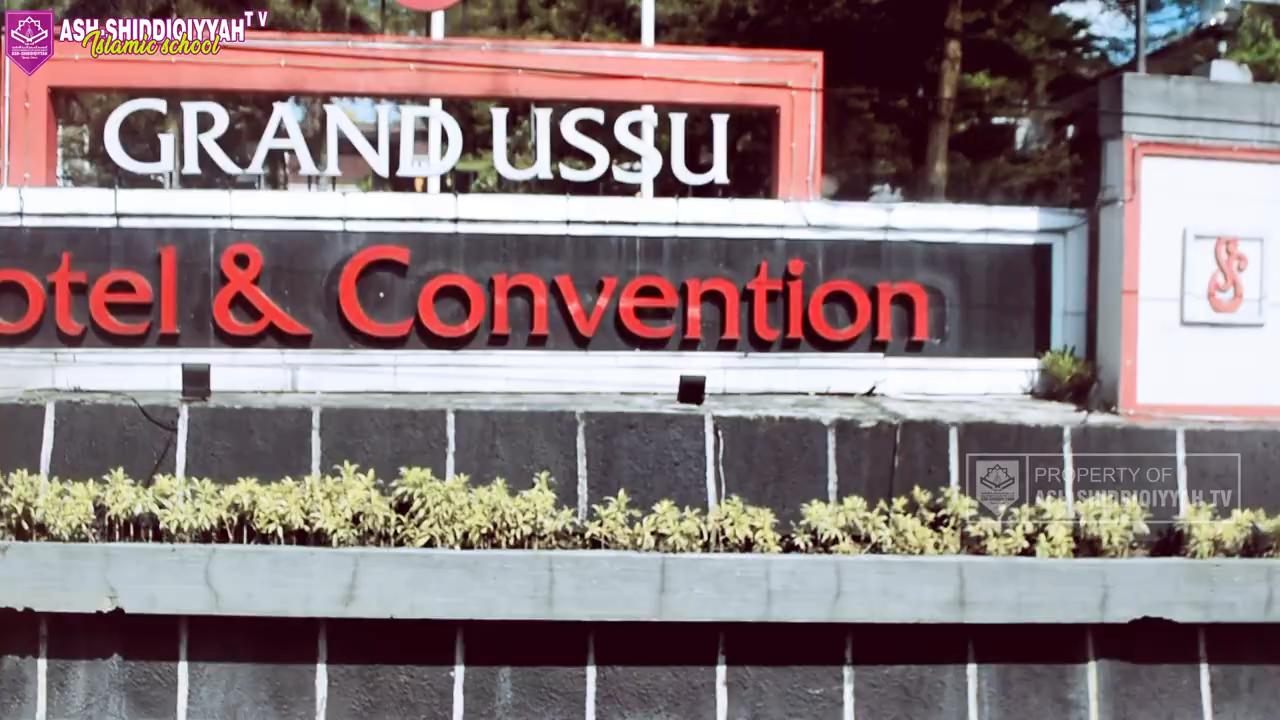 ASH-SHIDDIQIYYAH TV
Islamic school
GRAND USSU
otel & Convention
PROPERTY OF
ASH-SHIDDIQIYYAH.TV